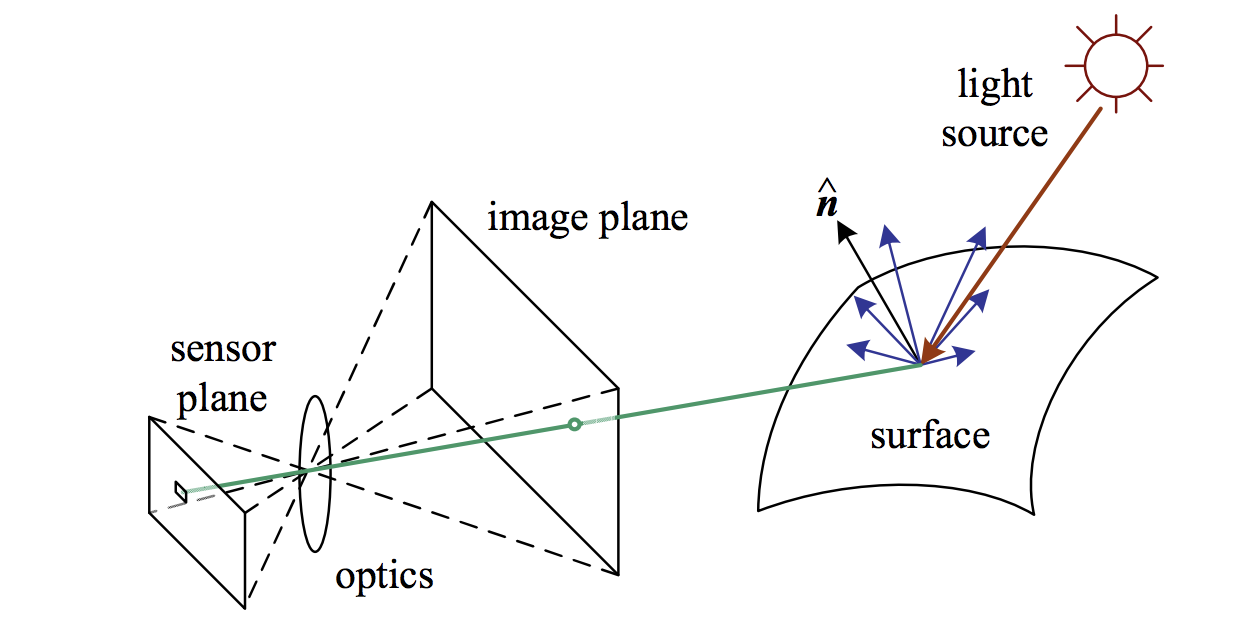 light
source
n̂
image plane
sensor
plane
surface
optics